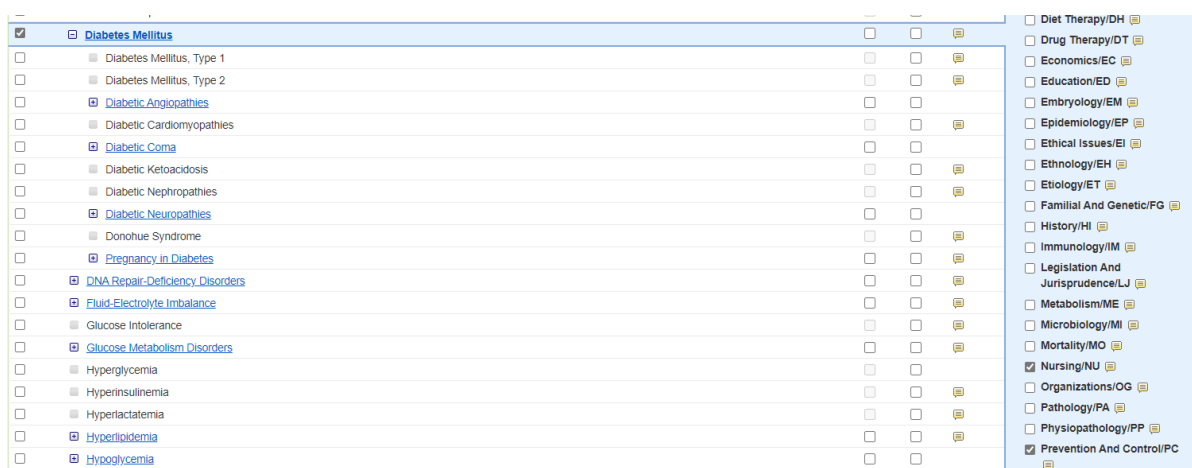 Diabetes Mellitus
Diabetes Mellitus, Type 1
Diabetes Mellitus, Type 2
Diabetic Angiopathies
Diabetic Cardiomyopathies
Diabetic Coma
Diabetic Ketoacidosis
Diabetic Nephropathies
Diabetic Neuropathies
Donohue Syndrome
Pregnancy in Diabetes
DNA Repair-Deficiency Disorders
Fluid-Electrolyte Imbalance
Glucose Intolerance
Glucose Metabolism Disorders
Hyperglycemia
Hyperinsulinemia
Hyperlactatemia
Hyperlipidemia
Hypoglycemia
Diet Therapy/DH
Drug Therapy/DT
Economics/EC
Education/ED
Embryology/EM
Epidemiology/EP
Ethical Issues/EI
Ethnology/EH
Etiology/ET
Familial And Genetic/FG
History/HI
Immunology/IM
Legislation And
Jurisprudence/LJ
Metabolism/ME
Microbiology/MI
Mortality/MO
Nursing/NU
Organizations/OG
Pathology/PA
Physiopathology/PP
Prevention And Control/PC